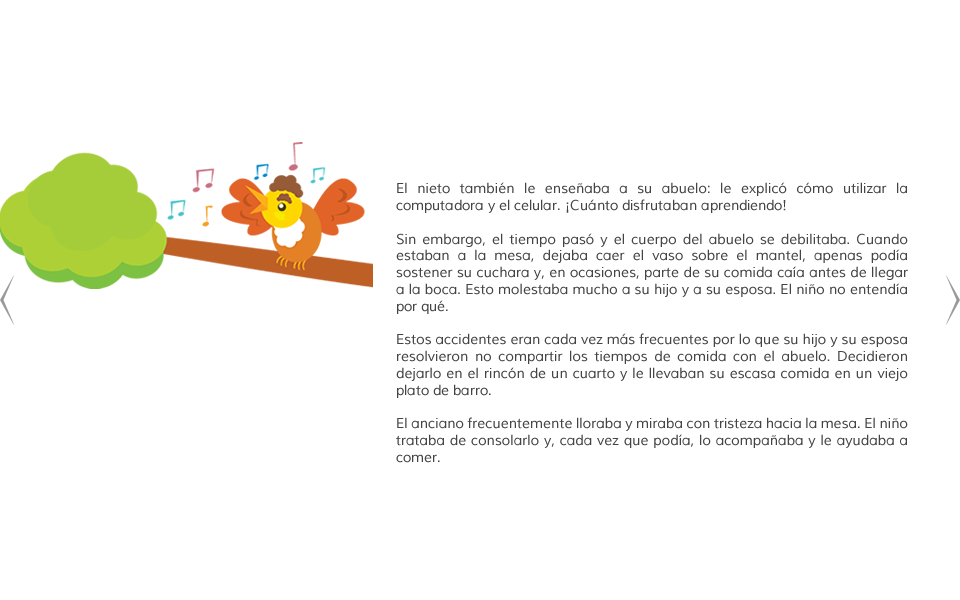 El nieto también le enseñaba a su abuelo: le explicó cómo utilizar la
computadora y el celular. ¡Cuánto disfrutaban aprendiendo!
Sin embargo, el tiempo pasó y el cuerpo del abuelo se debilitaba. Cuando
estaban a la mesa, dejaba caer el vaso sobre el mantel, apenas podía
sostener su cuchara y, en ocasiones, parte de su comida caía antes de llegar
a la boca. Esto molestaba mucho a su hijo y a su esposa. El niño no entendía
por qué.
Estos accidentes eran cada vez más frecuentes por lo que su hijo y su esposa
resolvieron no compartir los tiempos de comida con el abuelo. Decidieron
dejarlo en el rincón de un cuarto y le llevaban su escasa comida en un viejo
plato de barro.
El anciano frecuentemente lloraba y miraba con tristeza hacia la mesa. El niño
trataba de consolarlo y, cada vez que podía, lo acompañaba y le ayudaba a
comer.